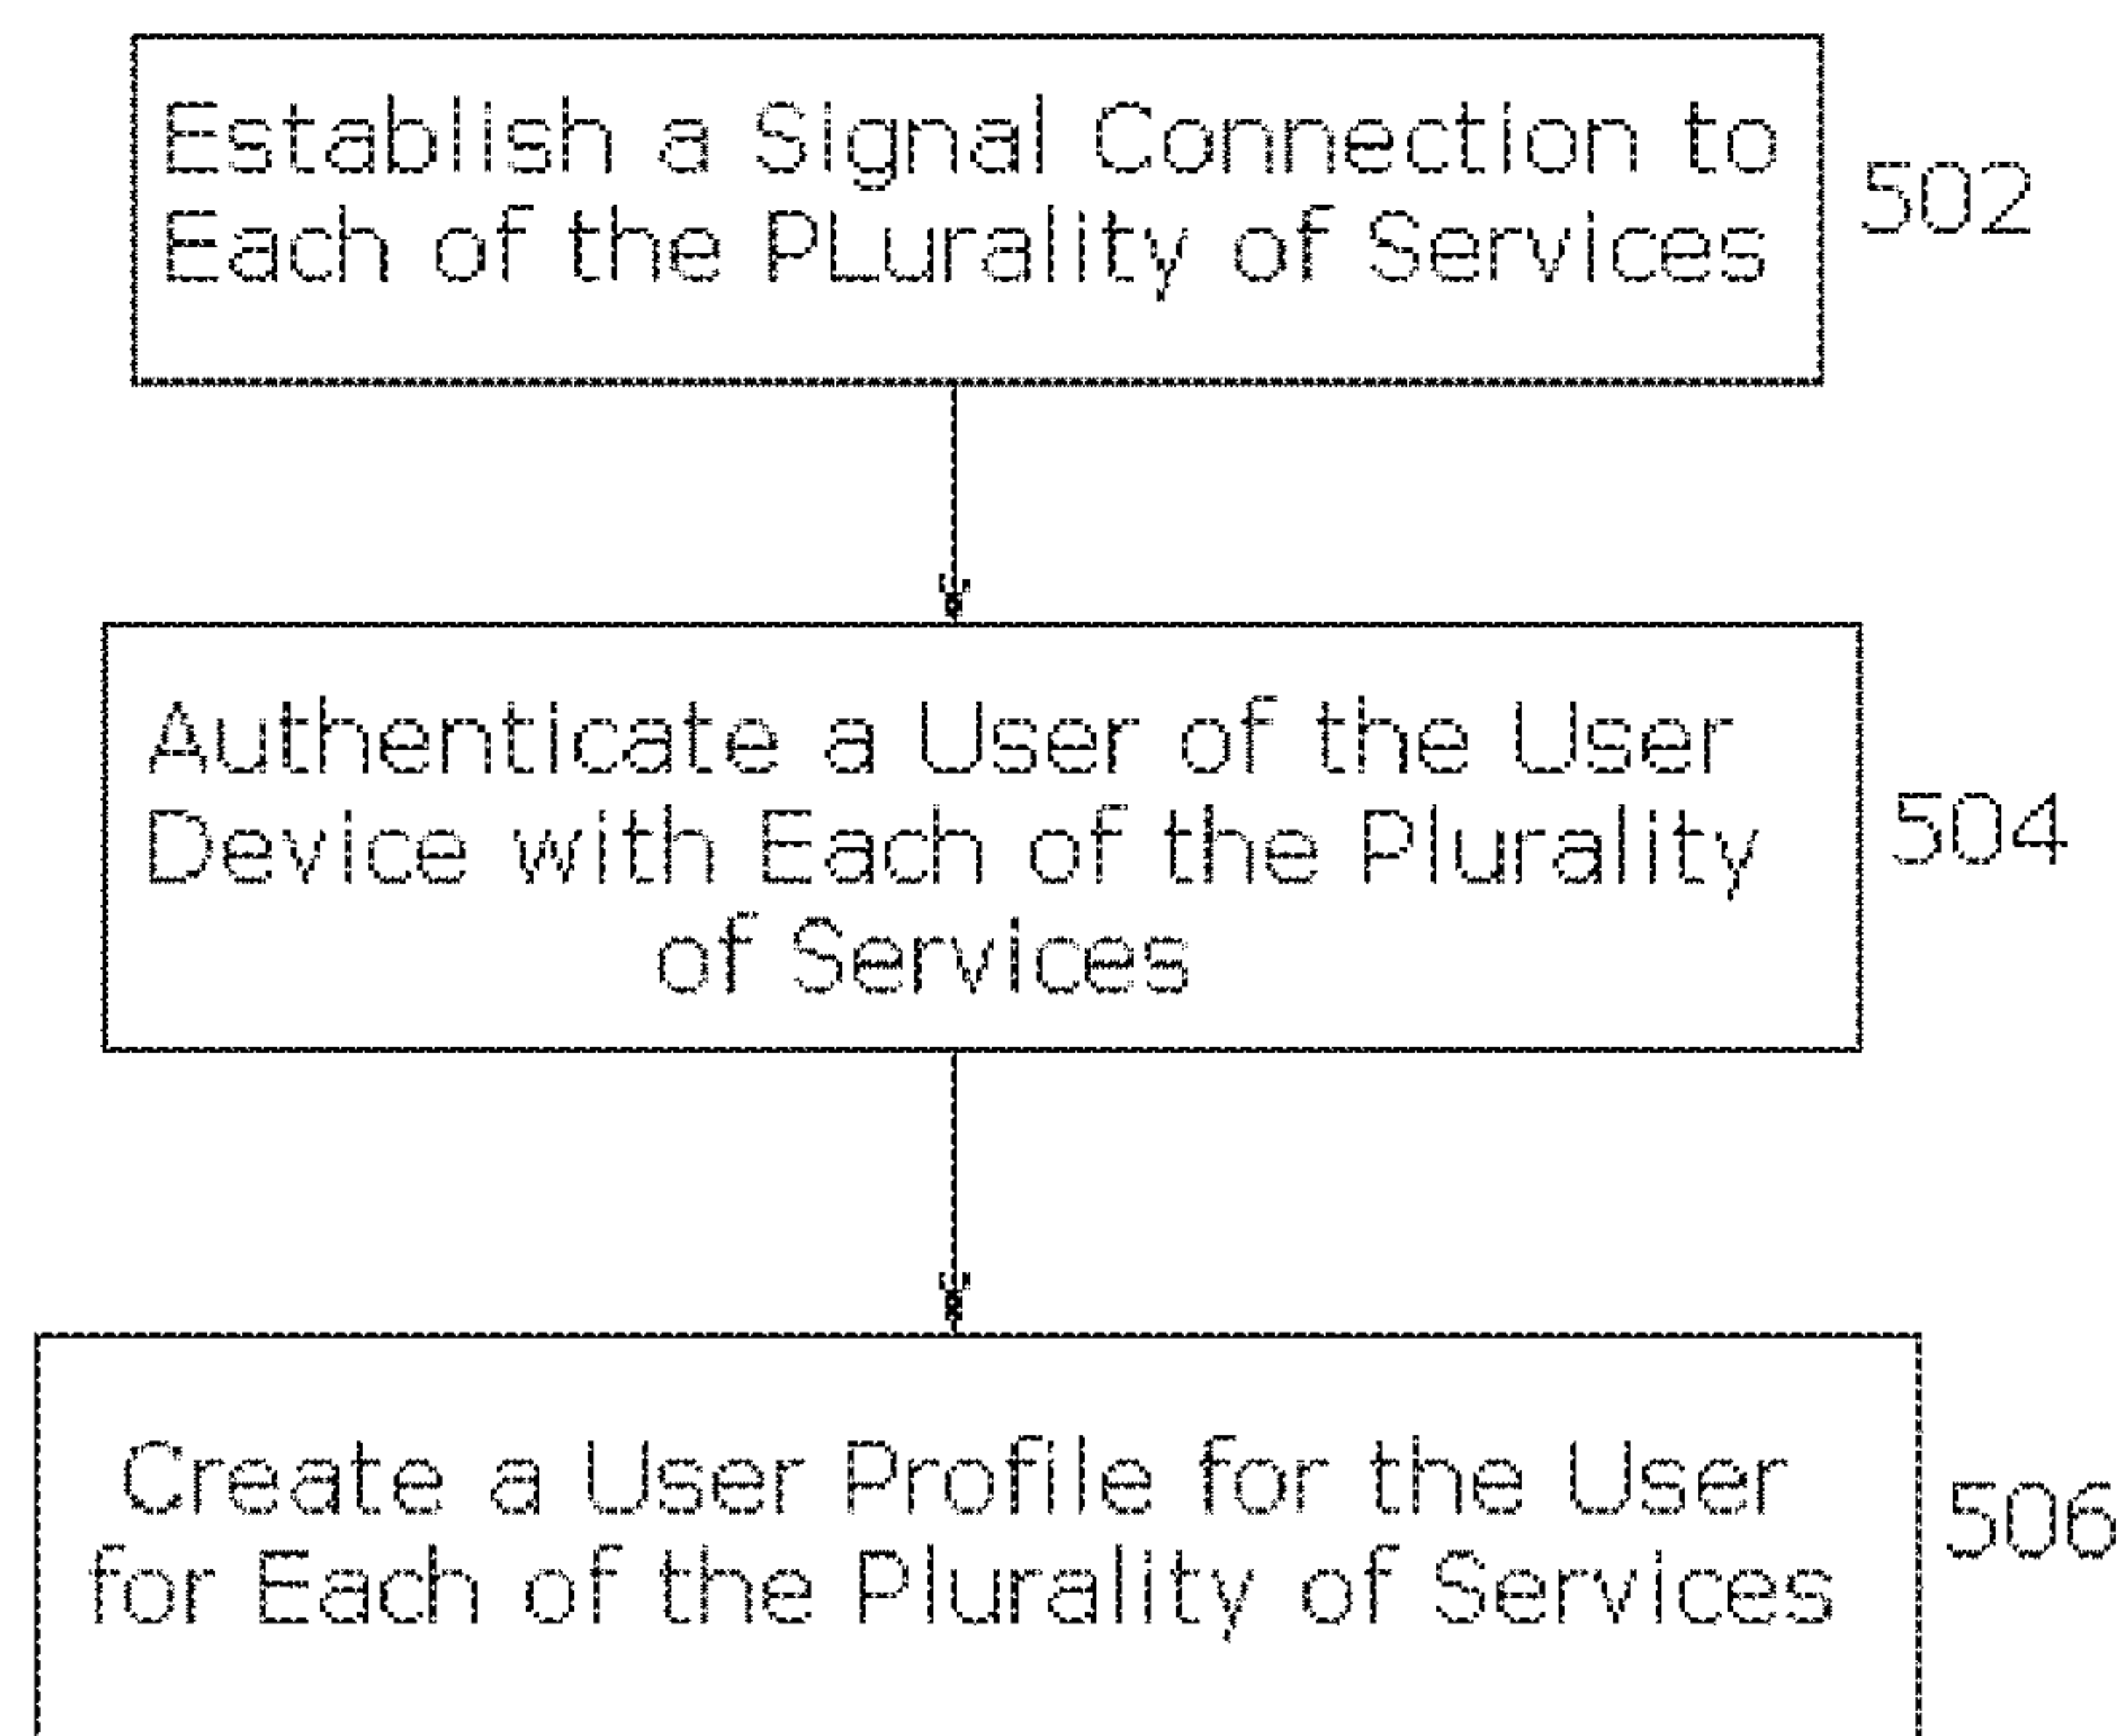 Establish a Signal Connection to
Each of the PLurality of Services
502
Authenticate a User of the User
Device with Each of the Plurality
of Services
504
Create a User Profile for the User
for Each of the Plurality of Services
506